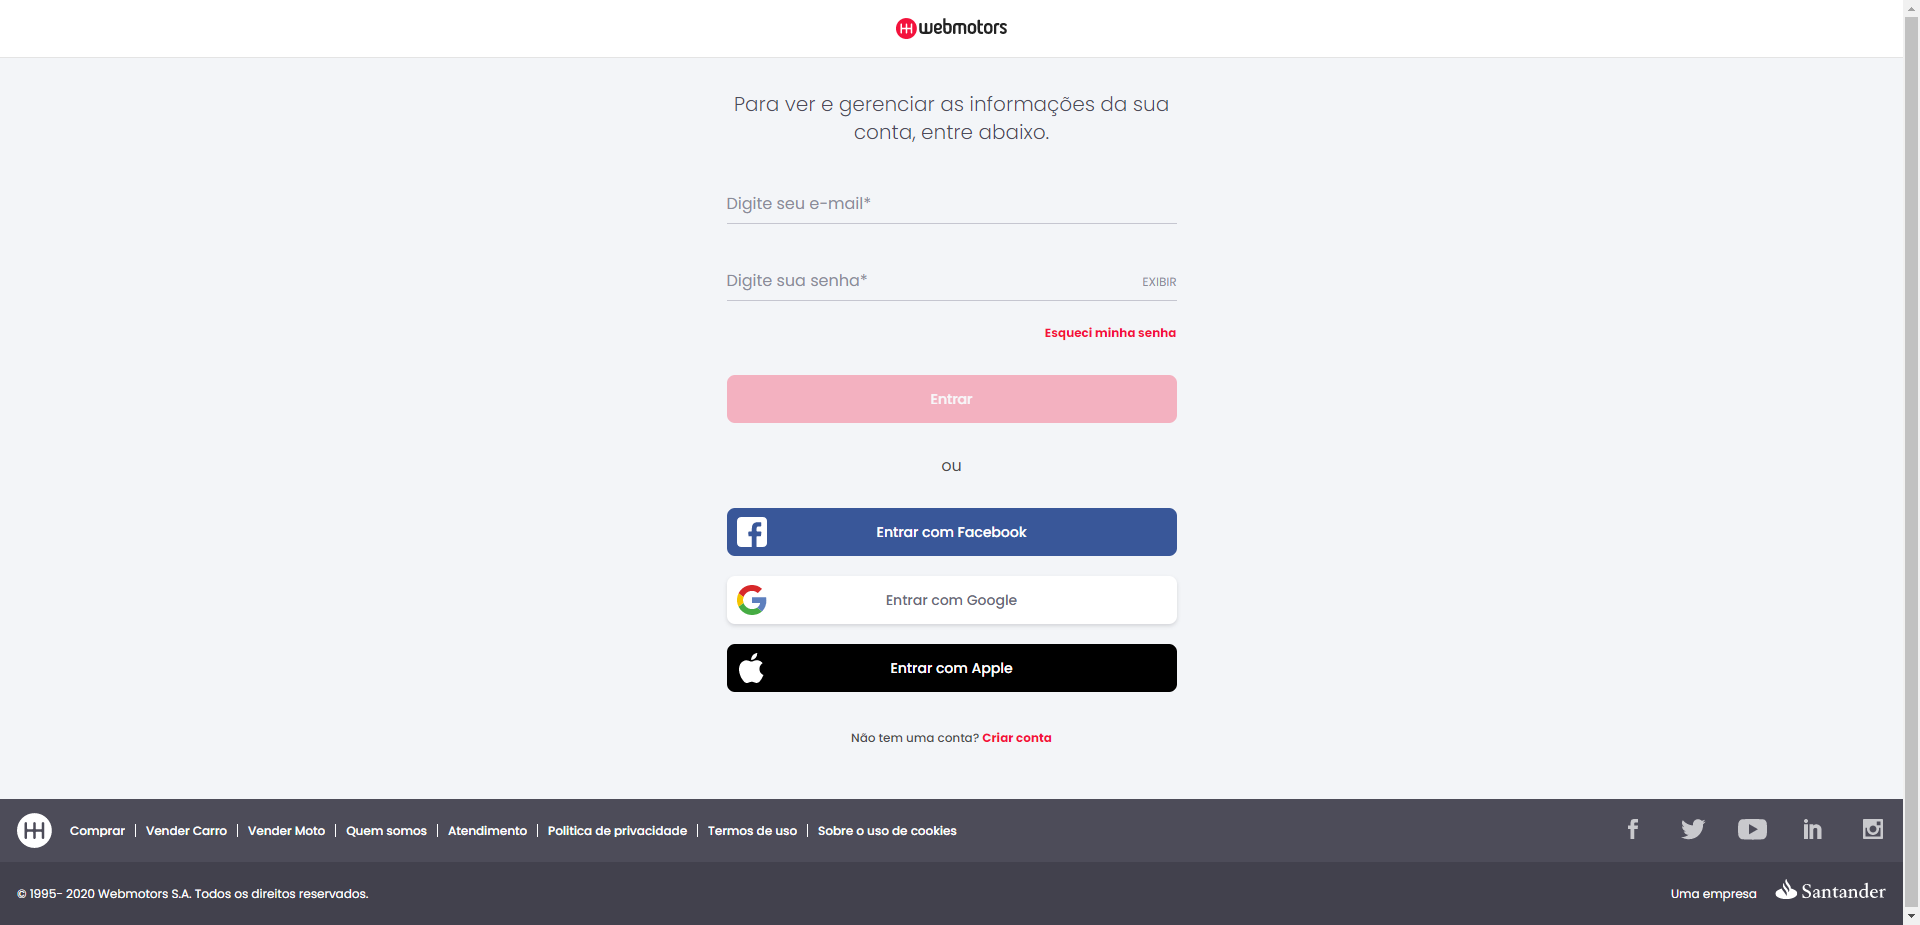 webmotors
Para ver e gerenciar as informações da sua
conta, entre abaixo.
Digite seu e-mail*
Digite sua senha*
EXIBIR
Esqueci minha senha
Entrar
ou
Entrar com Facebook
Entrar com Google
Entrar com Apple
Não tem uma conta? Criar conta
Comprar | Vender Carro | Vender Moto | Quem somos | Atendimento | Politica de privacidade | Termos de uso | Sobre o uso de cookies
© 1995- 2020 Webmotors S.A. Todos os direitos reservados.
Uma empresa Santander